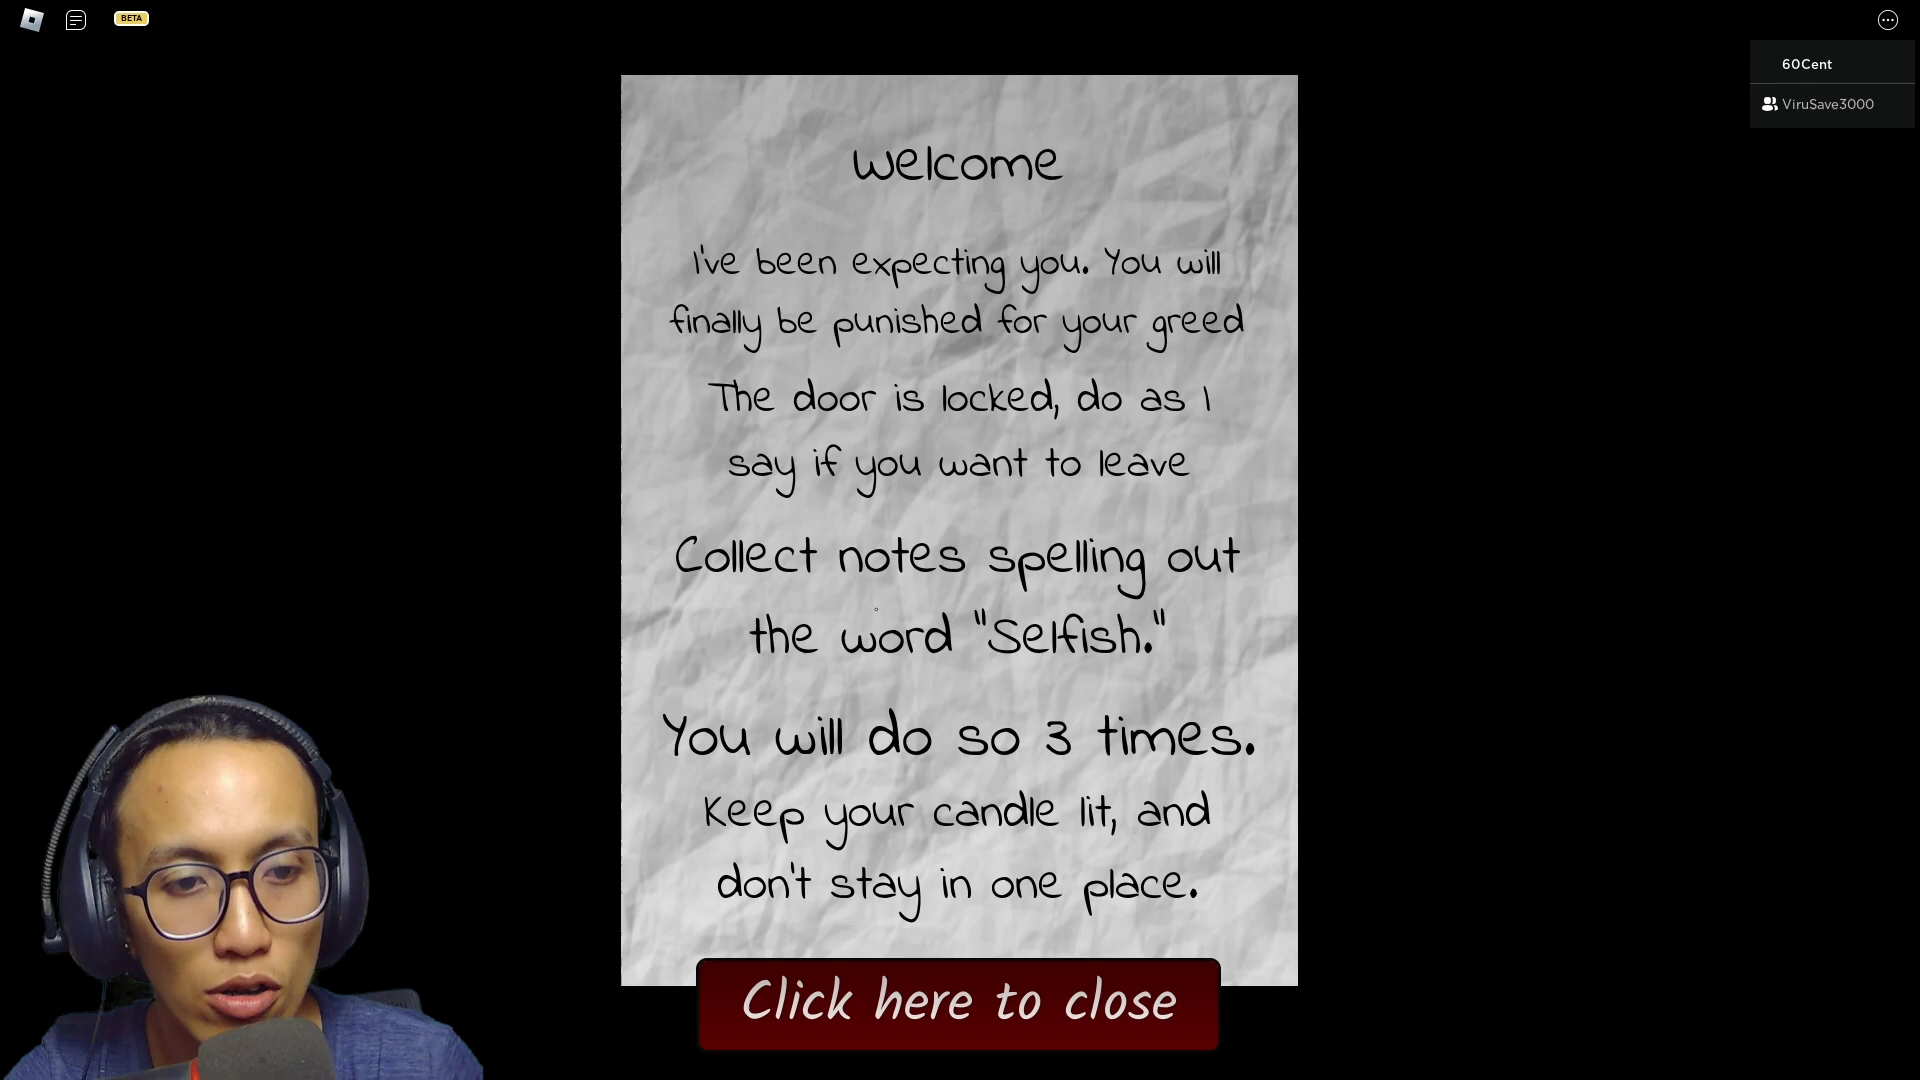 BETA
60Cent
ViruSave3000
Welcome
I've been expecting you. You will
finally be punished for your greed
The door is locked, do as I
say if you want to leave
Collect notes spelling out
the word "Selfish."
You will do so 3 times.
Keep your candle lit, and
don't stay in one place.
Click here to close